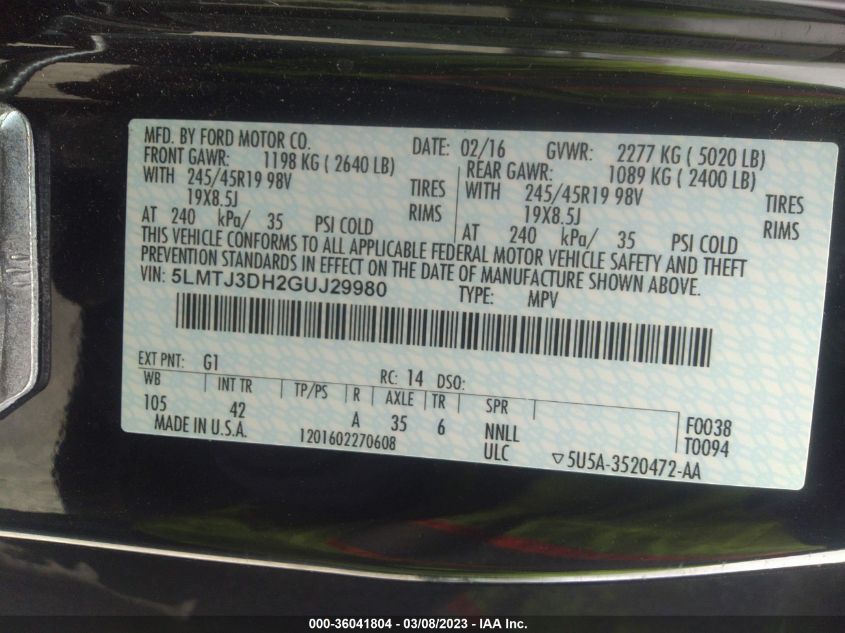 MFD. BY FORD MOTOR CO. DATE: 02/16 GVWR: 2277 KG ( 5020 LB)
FRONT GAWR: 1198 KG ( 2640 LB) REAR GAWR: 1089 KG ( 2400 LB)
WITH 245/45R19 98V TIRES WITH 245/45R19 98V TIRES
19X8.5J RIMS 19X8.5J RIMS
AT 240 kPa/ 35 PSI COLD AT 240 kPa/ 35 PSI COLD
THIS VEHICLE CONFORMS TO ALL APPLICABLE FEDERAL MOTOR VEHICLE SAFETY AND THEFT
PREVENTION STANDARDS IN EFFECT ON THE DATE OF MANUFACTURE SHOWN ABOVE.
VIN: 5LMTJ3DH2GUJ29980 TYPE: MPV
EXT PNT: G1 RC: 14 DSO:
WB INT TR TP/PS R AXLE TR SPR
105 42 A 35 6 NNLL F0038
MADE IN U.S.A. 1201602270608 ULC T0094
▽5U5A-3520472-AA
000-36041804 — 03/08/2023 — IAA Inc.